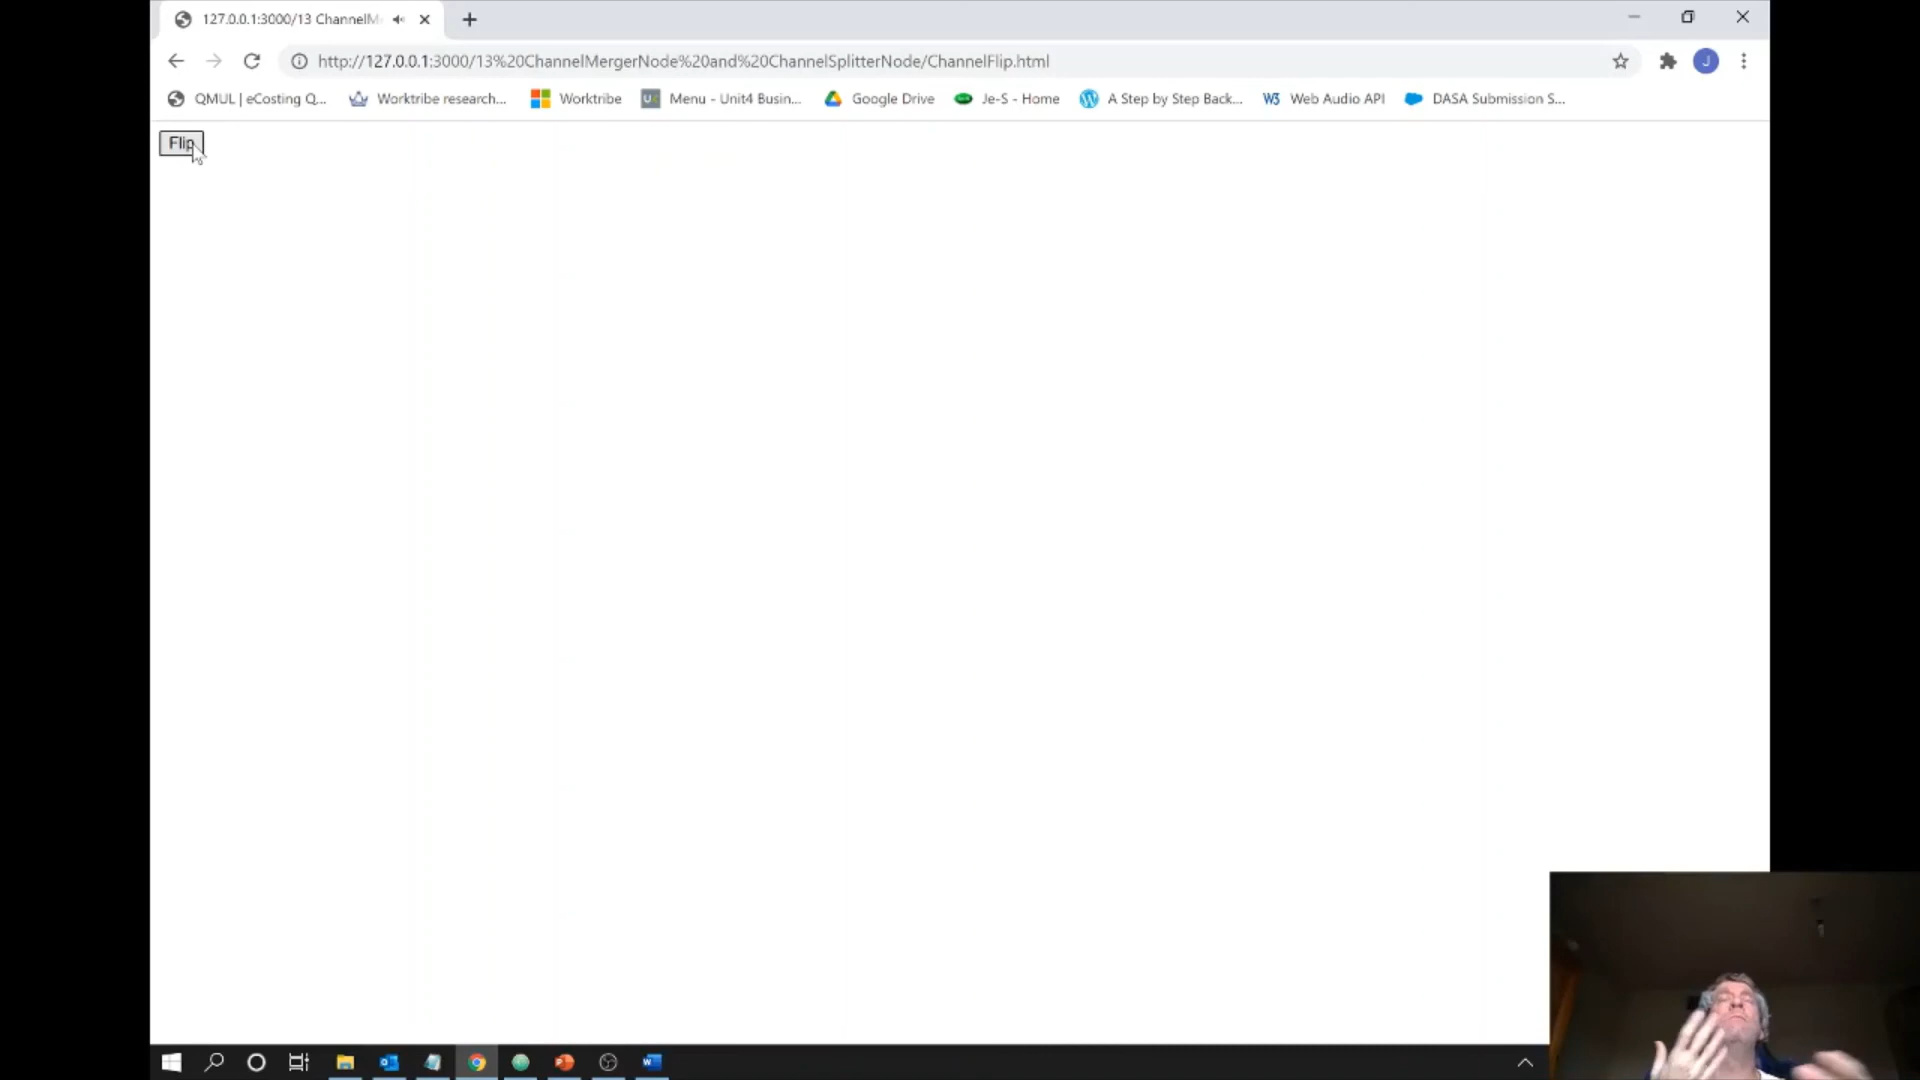 127.0.0.1:3000/13 ChannelM
http://127.0.0.1:3000/13%20ChannelMergerNode%20and%20ChannelSplitterNode/ChannelFlip.html
J
QMUL | eCosting Q...
Worktribe research...
Worktribe
Menu - Unit4 Busin...
Google Drive
Je-S - Home
A Step by Step Back...
Web Audio API
DASA Submission S...
Flip